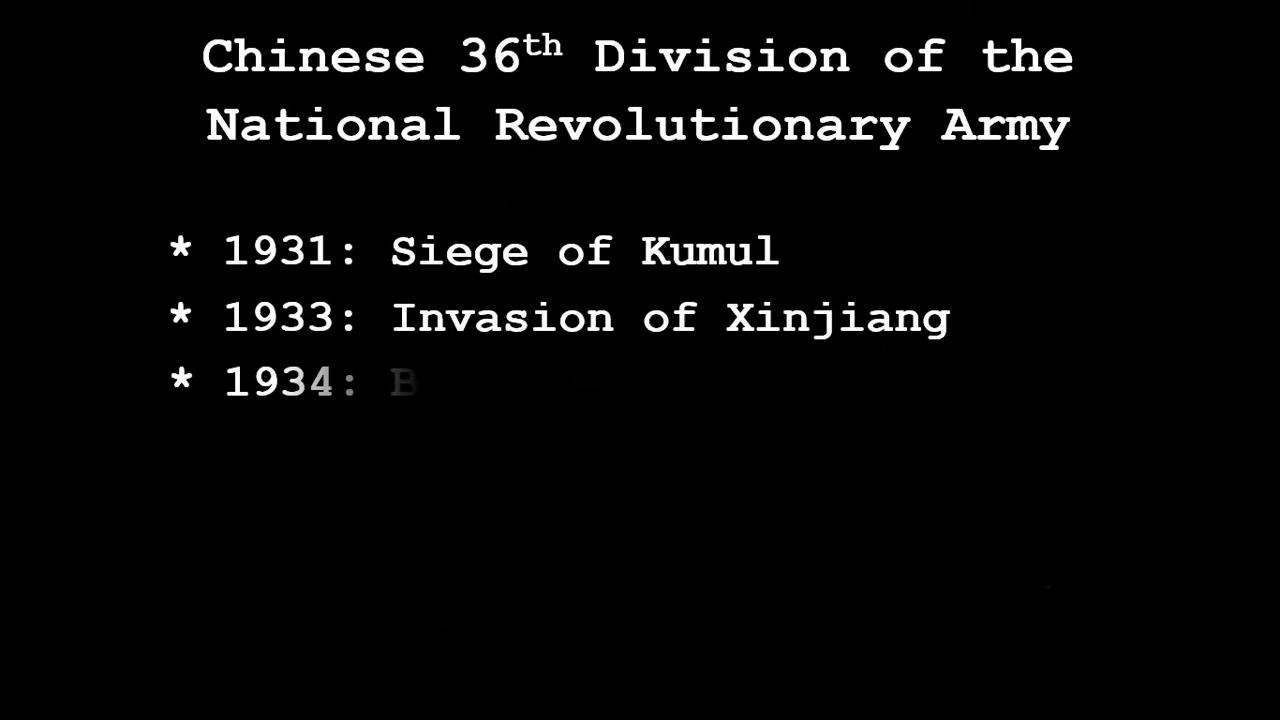 Chinese 36th Division of the
National Revolutionary Army
* 1931: Siege of Kumul
* 1933: Invasion of Xinjiang
* 1934: B